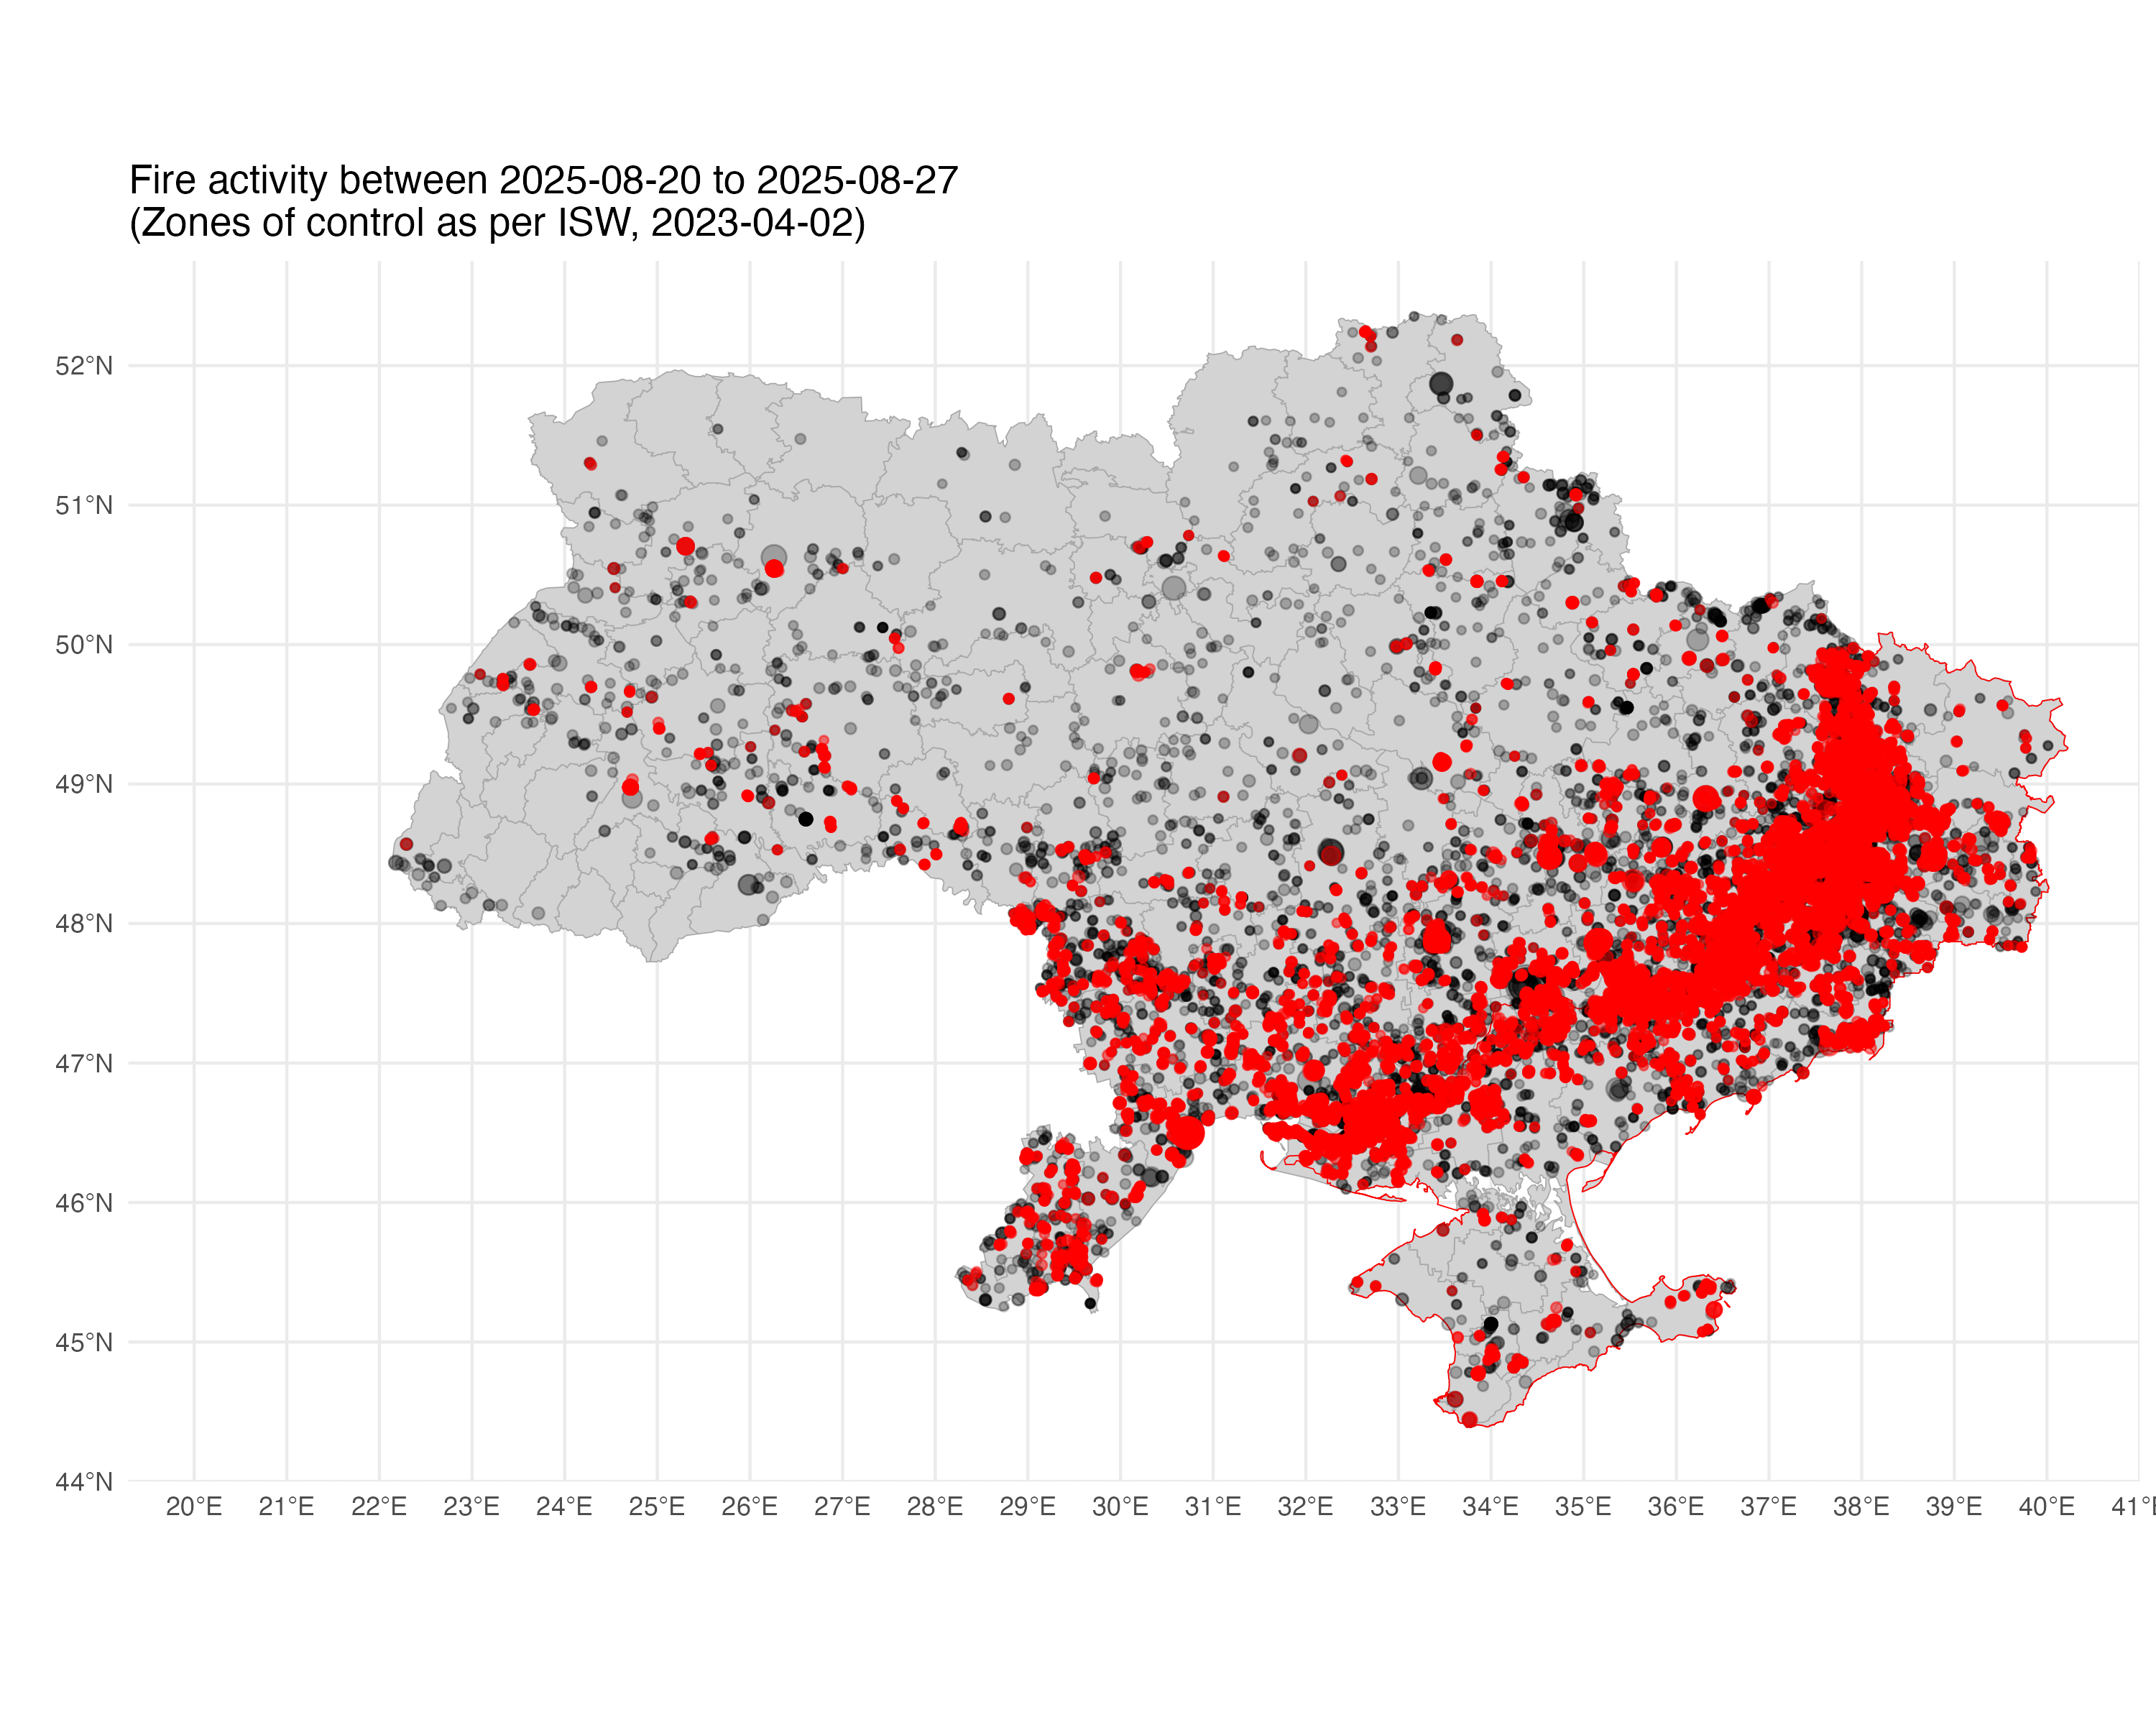 Fire activity between 2025-08-20 to 2025-08-27
(Zones of control as per ISW, 2023-04-02)
52°N
51°N
50°N
49°N
48°N
47°N
46°N
45°N
44°N
20°E 21°E 22°E 23°E 24°E 25°E 26°E 27°E 28°E 29°E 30°E 31°E 32°E 33°E 34°E 35°E 36°E 37°E 38°E 39°E 40°E 41°E